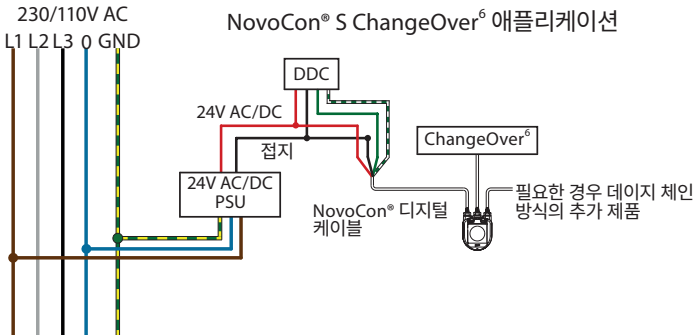 230/110V AC
NovoCon® S ChangeOver⁶ 애플리케이션
L1 L2 L3 0 GND
DDC
24V AC/DC
접지
ChangeOver⁶
24V AC/DC
PSU
NovoCon® 디지털
케이블
필요한 경우 데이지 체인
방식의 추가 제품